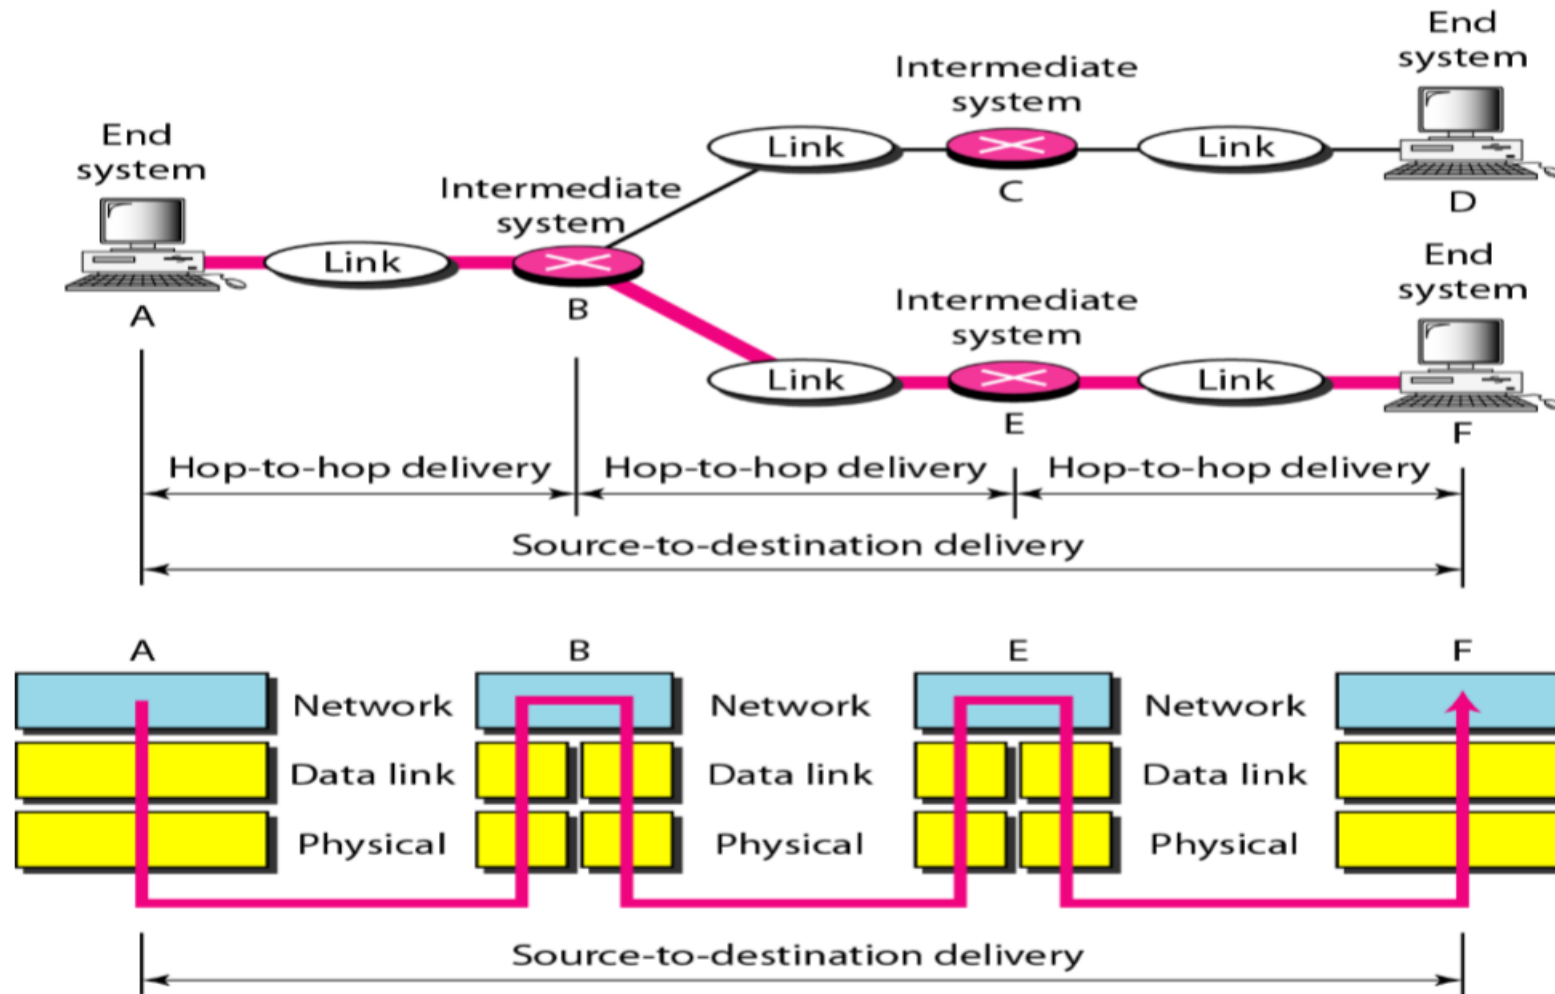 End
system
Intermediate
system
Link
C
Link
D
End
system
A
Link
Intermediate
system
B
End
system
Intermediate
system
Link
E
Link
F
Hop-to-hop delivery
Hop-to-hop delivery
Hop-to-hop delivery
Source-to-destination delivery
A
B
E
F
Network
Network
Network
Data link
Data link
Data link
Physical
Physical
Physical
Source-to-destination delivery